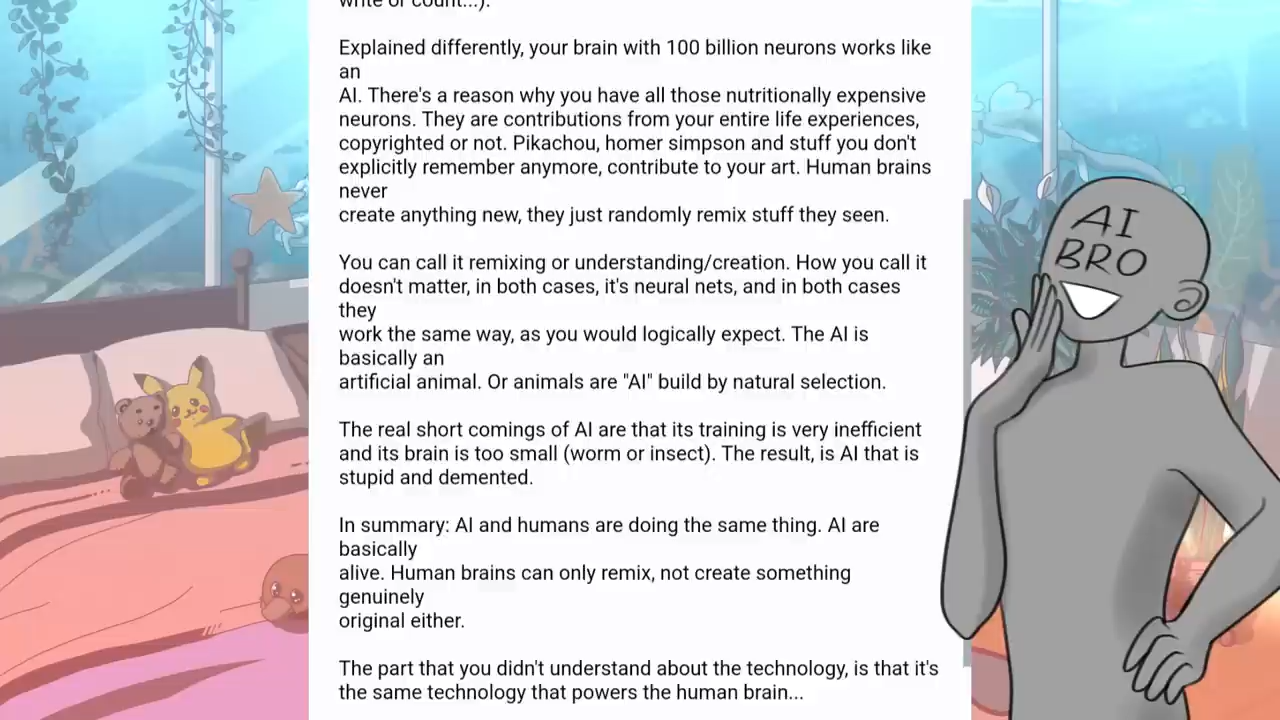 write or count...).
Explained differently, your brain with 100 billion neurons works like
an
AI. There's a reason why you have all those nutritionally expensive
neurons. They are contributions from your entire life experiences,
copyrighted or not. Pikachou, homer simpson and stuff you don't
explicitly remember anymore, contribute to your art. Human brains
never
create anything new, they just randomly remix stuff they seen.
You can call it remixing or understanding/creation. How you call it
doesn't matter, in both cases, it's neural nets, and in both cases
they
work the same way, as you would logically expect. The AI is
basically an
artificial animal. Or animals are "AI" build by natural selection.
The real short comings of AI are that its training is very inefficient
and its brain is too small (worm or insect). The result, is AI that is
stupid and demented.
In summary: AI and humans are doing the same thing. AI are
basically
alive. Human brains can only remix, not create something
genuinely
original either.
The part that you didn't understand about the technology, is that it's
the same technology that powers the human brain...
AI
BRO